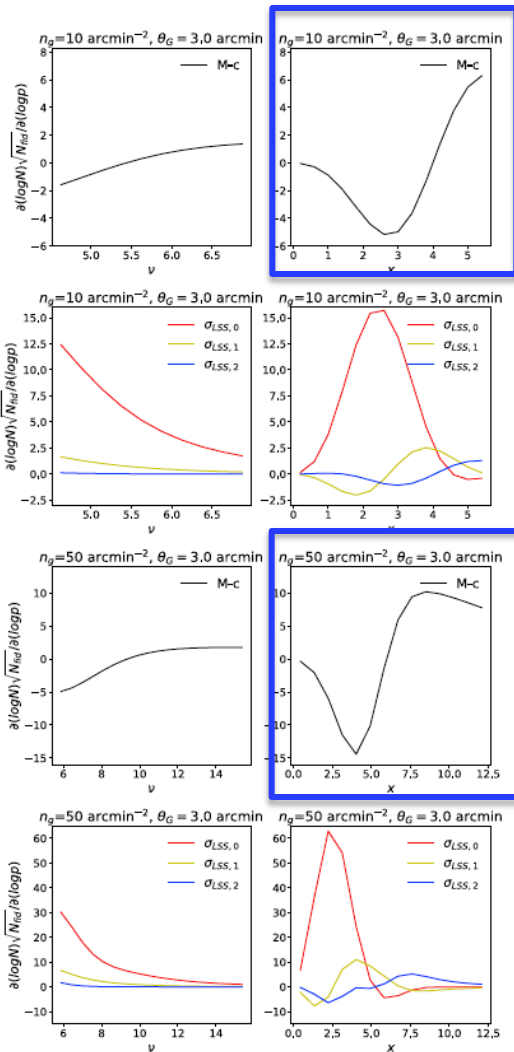 n_g=10 arcmin⁻², θ_G = 3.0 arcmin
n_g=10 arcmin⁻², θ_G = 3.0 arcmin
∂(logN)√N_fid/∂(logp)
8
6
4
2
0
−2
−4
−6
M–c
5.0 5.5 6.0 6.5
ν
8
6
4
2
0
−2
−4
−6
M–c
0 1 2 3 4 5
x
n_g=10 arcmin⁻², θ_G = 3.0 arcmin
n_g=10 arcmin⁻², θ_G = 3.0 arcmin
∂(logN)√N_fid/∂(logp)
15.0
12.5
10.0
7.5
5.0
2.5
0.0
−2.5
σ_LSS, 0
σ_LSS, 1
σ_LSS, 2
5.0 5.5 6.0 6.5
ν
15.0
12.5
10.0
7.5
5.0
2.5
0.0
−2.5
σ_LSS, 0
σ_LSS, 1
σ_LSS, 2
0 1 2 3 4 5
x
n_g=50 arcmin⁻², θ_G = 3.0 arcmin
n_g=50 arcmin⁻², θ_G = 3.0 arcmin
∂(logN)√N_fid/∂(logp)
10
5
0
−5
−10
−15
M–c
6 8 10 12 14
ν
10
5
0
−5
−10
−15
M–c
0.0 2.5 5.0 7.5 10.0 12.5
x
n_g=50 arcmin⁻², θ_G = 3.0 arcmin
n_g=50 arcmin⁻², θ_G = 3.0 arcmin
∂(logN)√N_fid/∂(logp)
60
50
40
30
20
10
0
−10
σ_LSS, 0
σ_LSS, 1
σ_LSS, 2
6 8 10 12 14
ν
60
50
40
30
20
10
0
−10
σ_LSS, 0
σ_LSS, 1
σ_LSS, 2
0.0 2.5 5.0 7.5 10.0 12.5
x